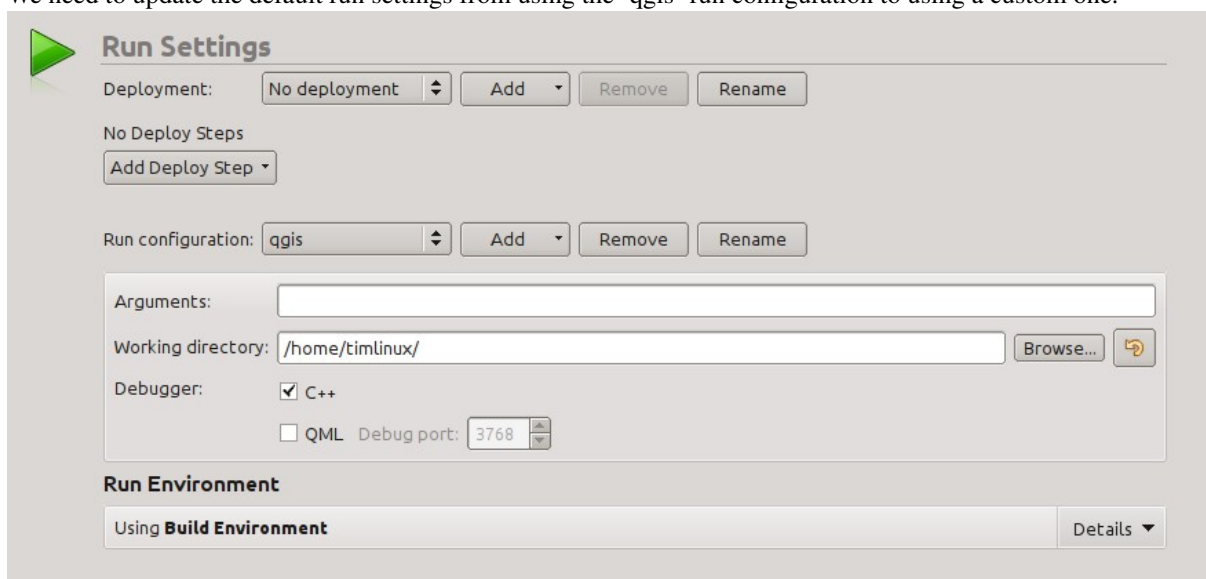 We need to update the default run settings from using the 'qgis' run configuration to using a custom one.
Run Settings
Deployment: No deployment Add Remove Rename
No Deploy Steps
Add Deploy Step
Run configuration: qgis Add Remove Rename
Arguments:
Working directory: /home/timlinux/ Browse...
Debugger: C++
QML Debug port: 3768
Run Environment
Using Build Environment Details